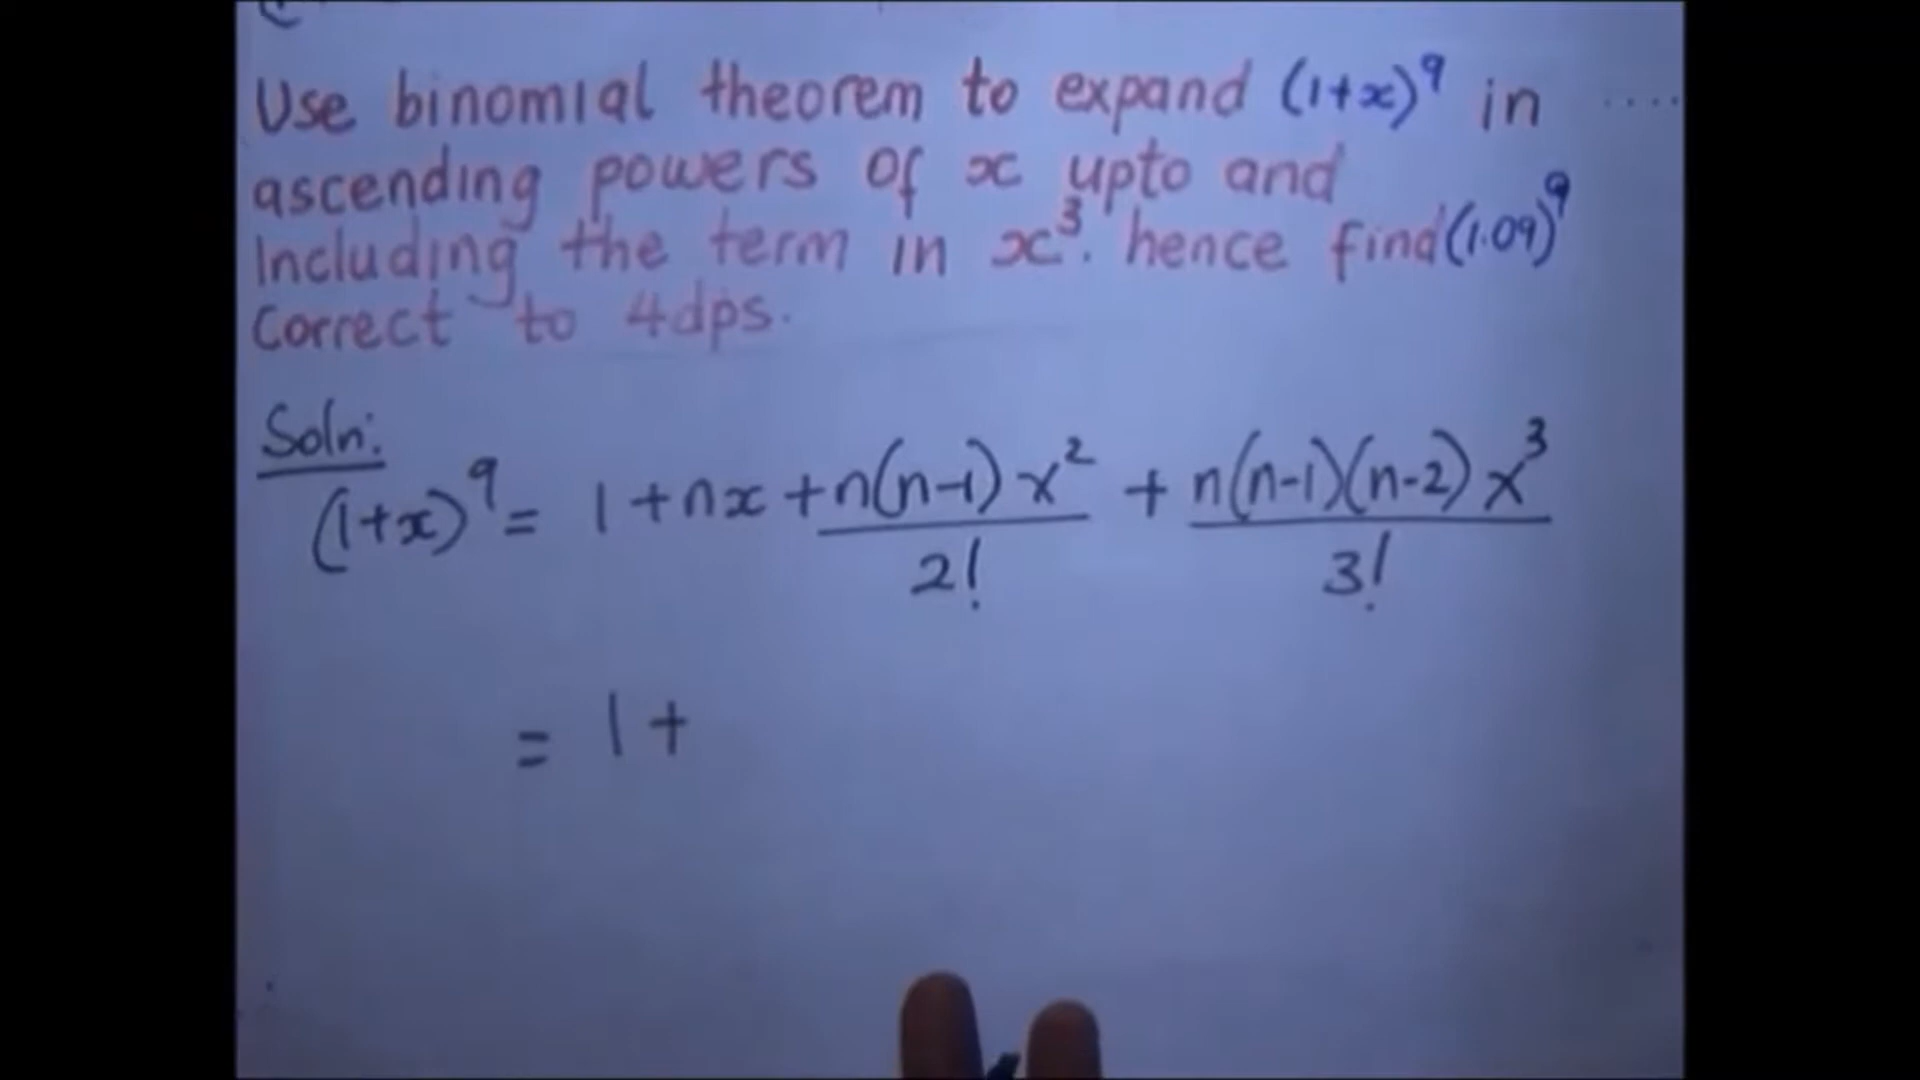 Use binomial theorem to expand (1+x)⁹ in ....
ascending powers of x upto and
Including the term in x³. hence find (1.09)⁹
Correct to 4dps.
Soln:
(1+x)⁹ = 1 + nx + n(n-1)x²/2! + n(n-1)(n-2)x³/3!
= 1 +